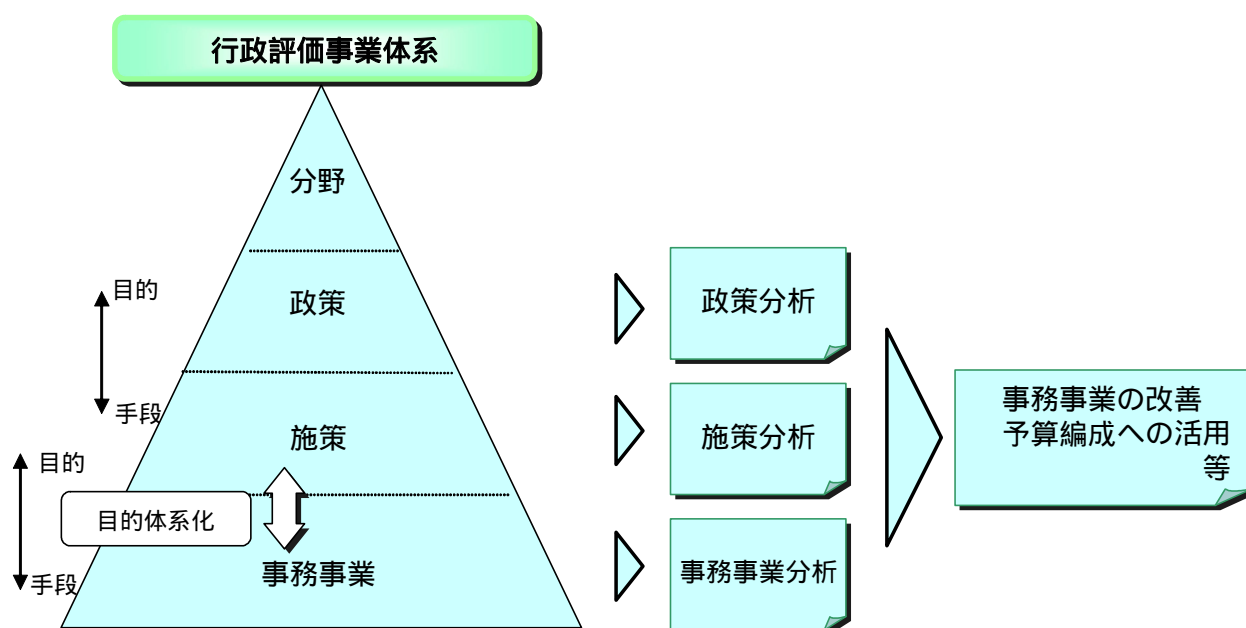 行政評価事業体系
分野
目的
政策
手段
施策
目的
目的体系化
事務事業
手段
政策分析
施策分析
事務事業分析
事務事業の改善
予算編成への活用
等